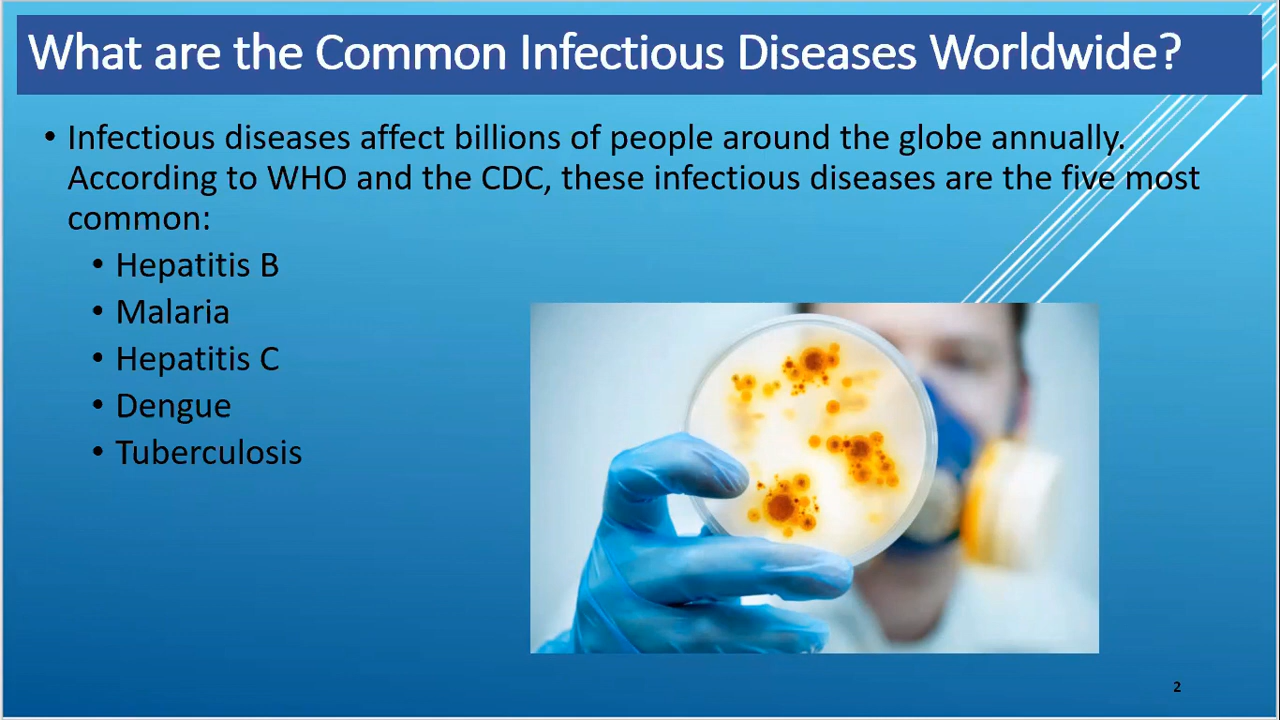 What are the Common Infectious Diseases Worldwide?
• Infectious diseases affect billions of people around the globe annually.
According to WHO and the CDC, these infectious diseases are the five most
common:
• Hepatitis B
• Malaria
• Hepatitis C
• Dengue
• Tuberculosis
2